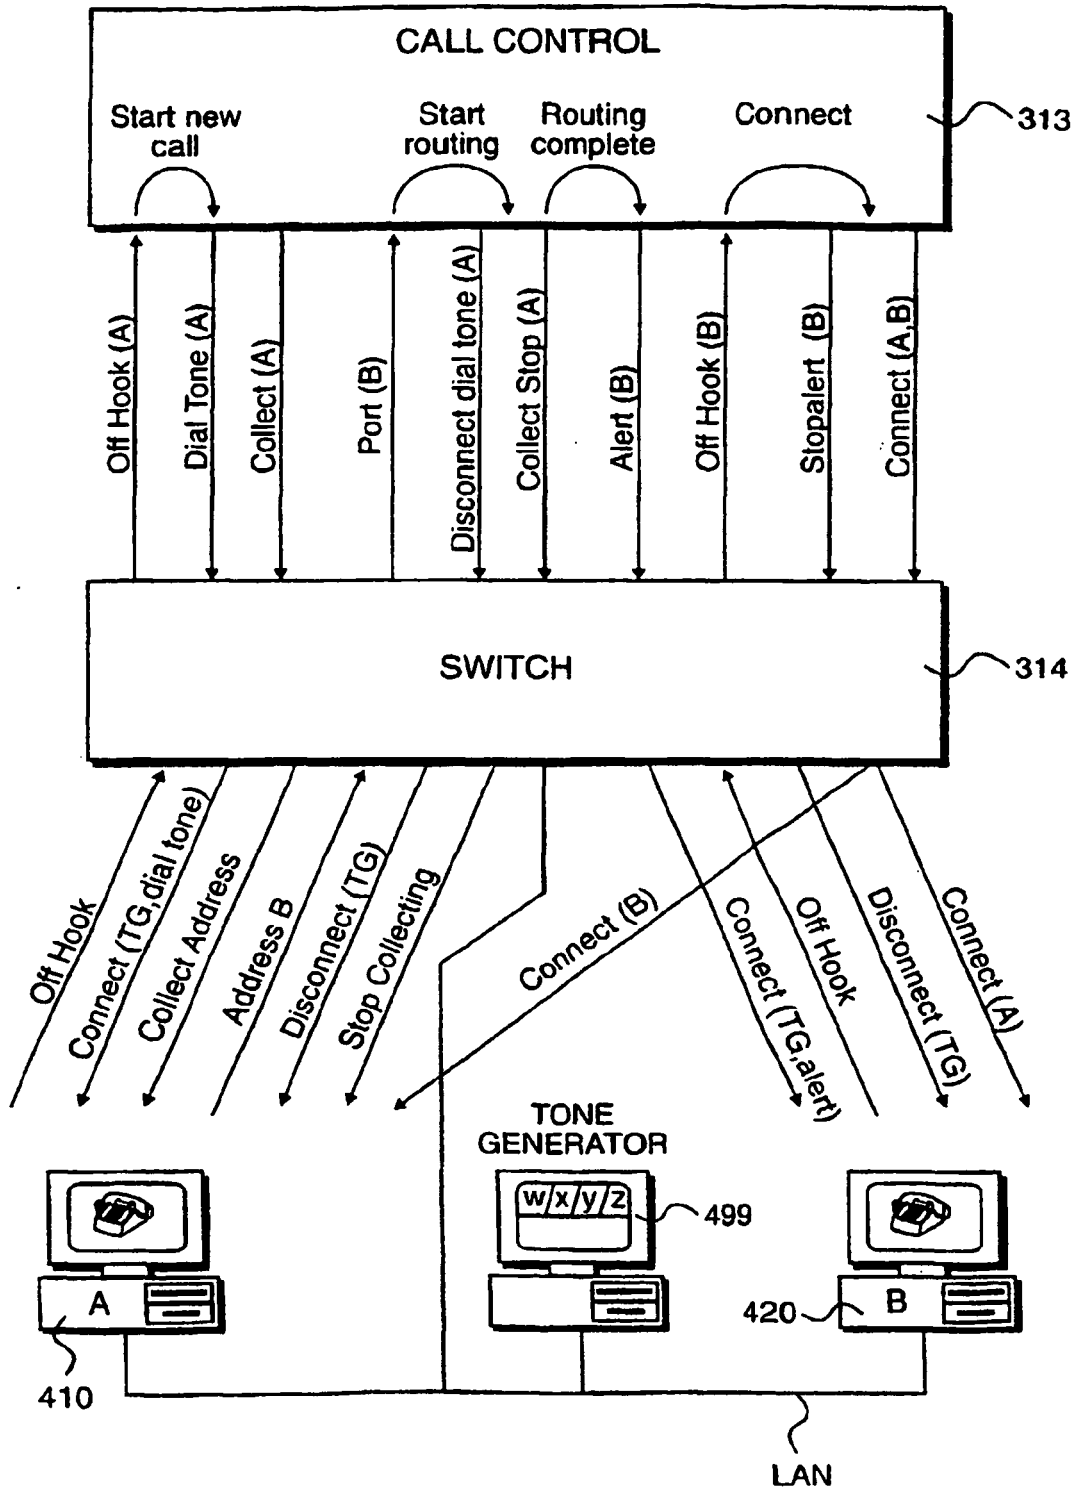 CALL CONTROL
Start new
call
Start
routing
Routing
complete
Connect
313
Off Hook (A)
Dial Tone (A)
Collect (A)
Port (B)
Disconnect dial tone (A)
Collect Stop (A)
Alert (B)
Off Hook (B)
Stopalert (B)
Connect (A,B)
SWITCH
314
Off Hook
Connect (TG,dial tone)
Collect Address
Address B
Disconnect (TG)
Stop Collecting
Connect (B)
Connect (TG,alert)
Off Hook
Disconnect (TG)
Connect (A)
TONE
GENERATOR
w/x/y/z
499
A
420
B
410
LAN